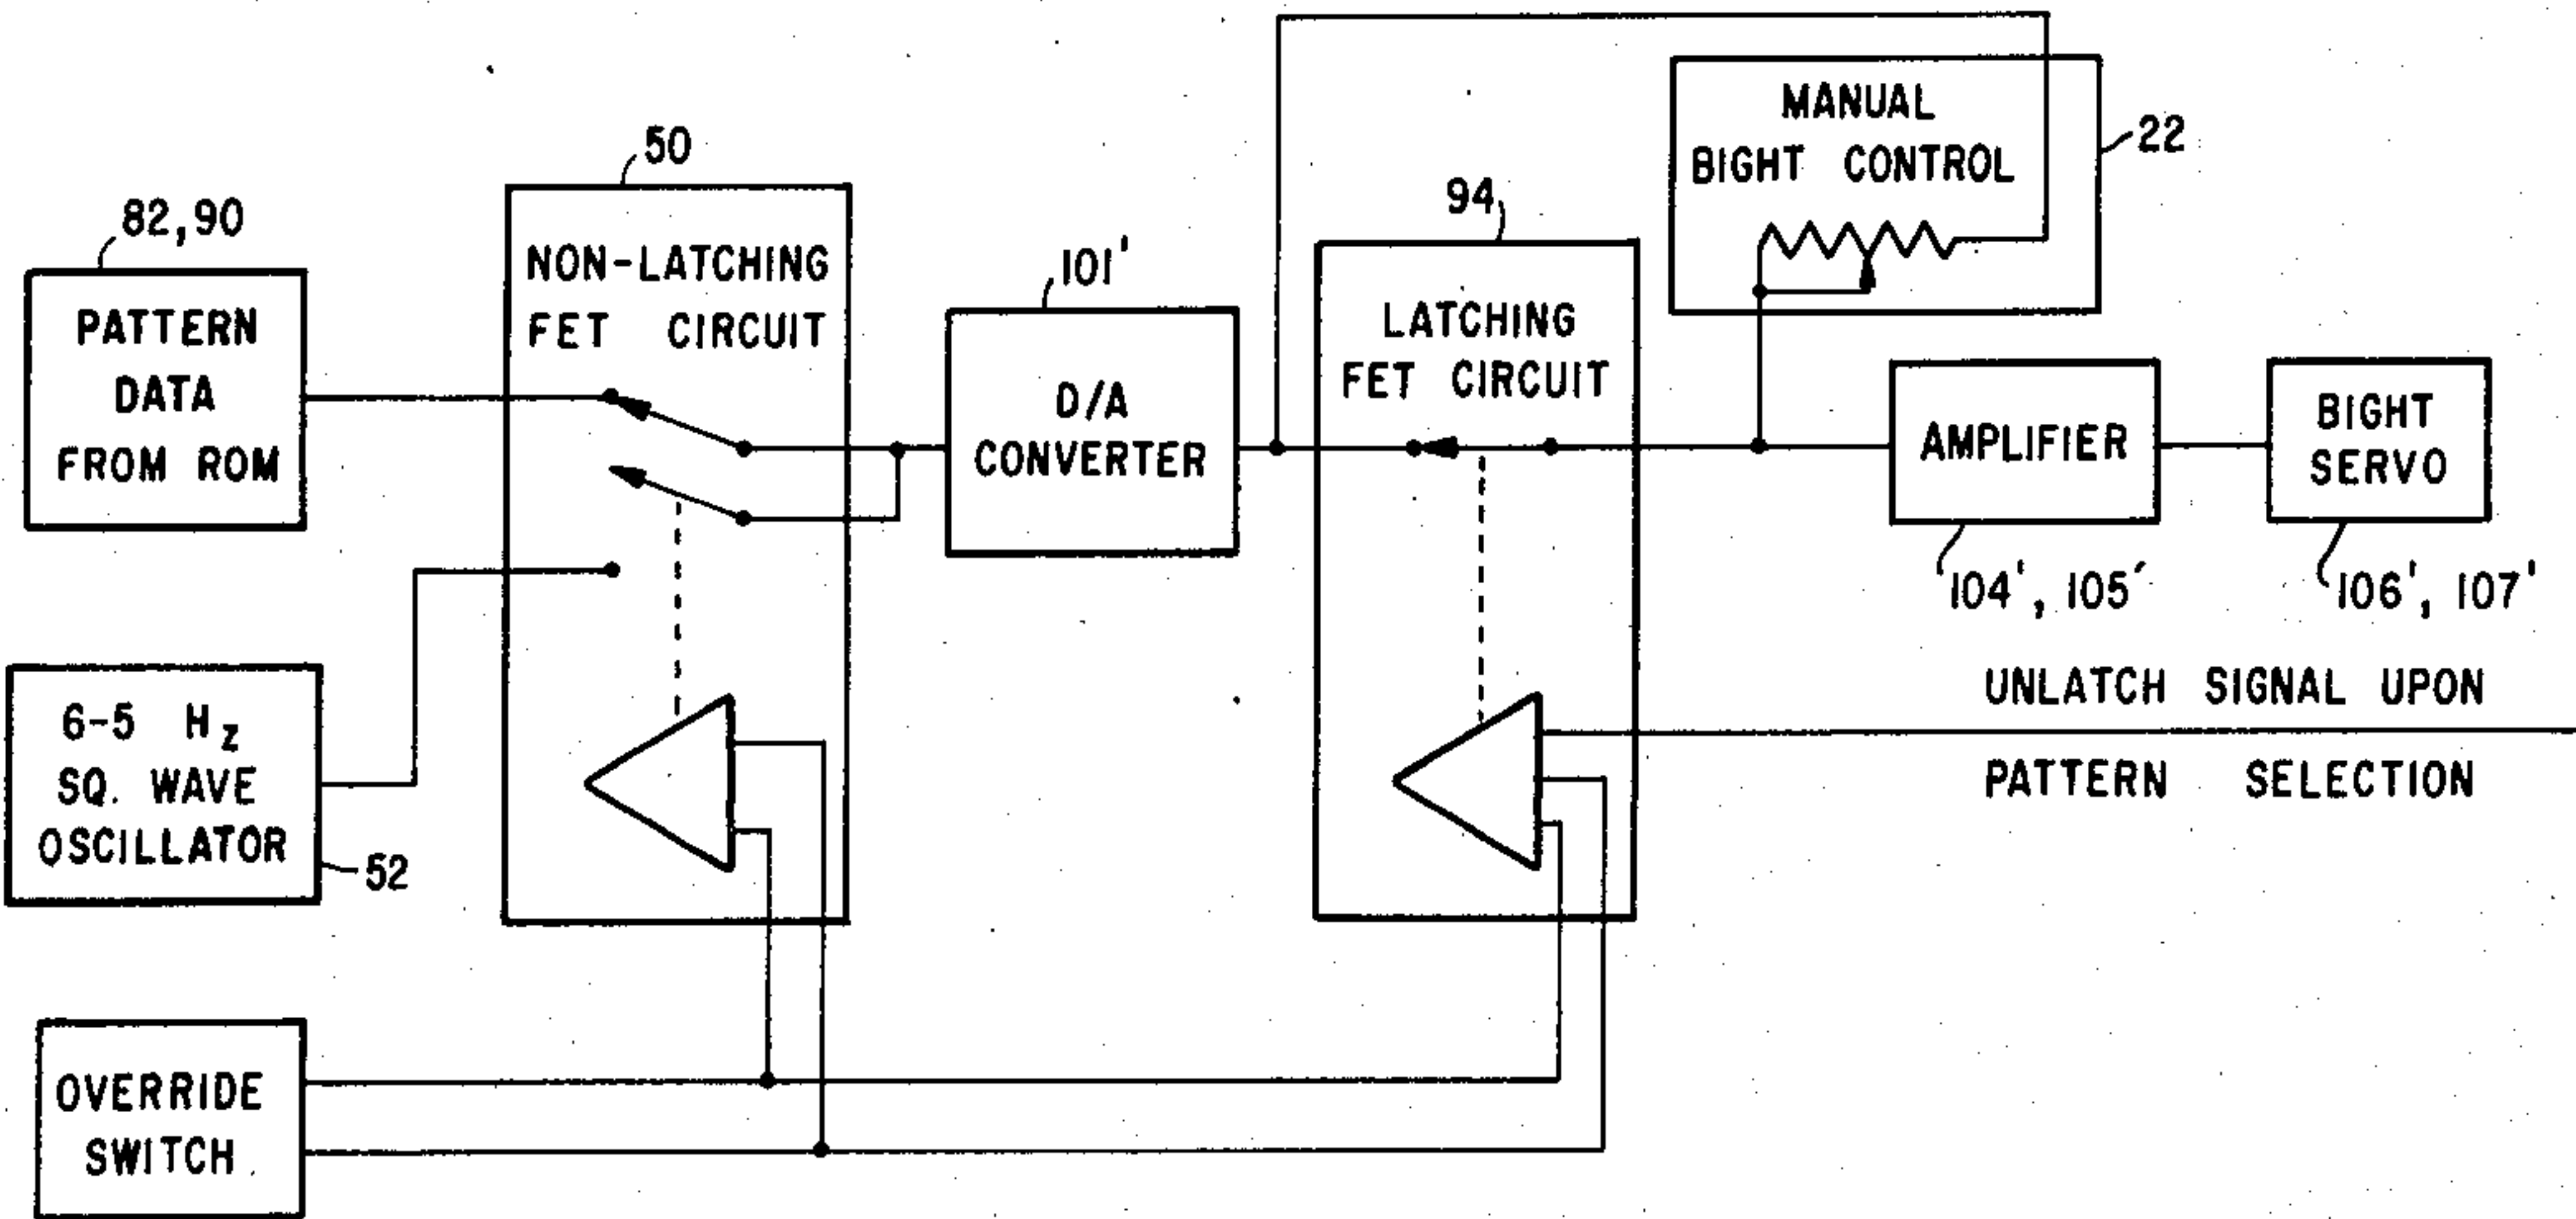 82,90
PATTERN
DATA
FROM ROM
50
NON-LATCHING
FET CIRCUIT
101'
D/A
CONVERTER
94
LATCHING
FET CIRCUIT
MANUAL
BIGHT CONTROL
22
AMPLIFIER
104', 105'
BIGHT
SERVO
106', 107'
6-5 Hz
SQ. WAVE
OSCILLATOR
52
UNLATCH SIGNAL UPON
PATTERN SELECTION
OVERRIDE
SWITCH